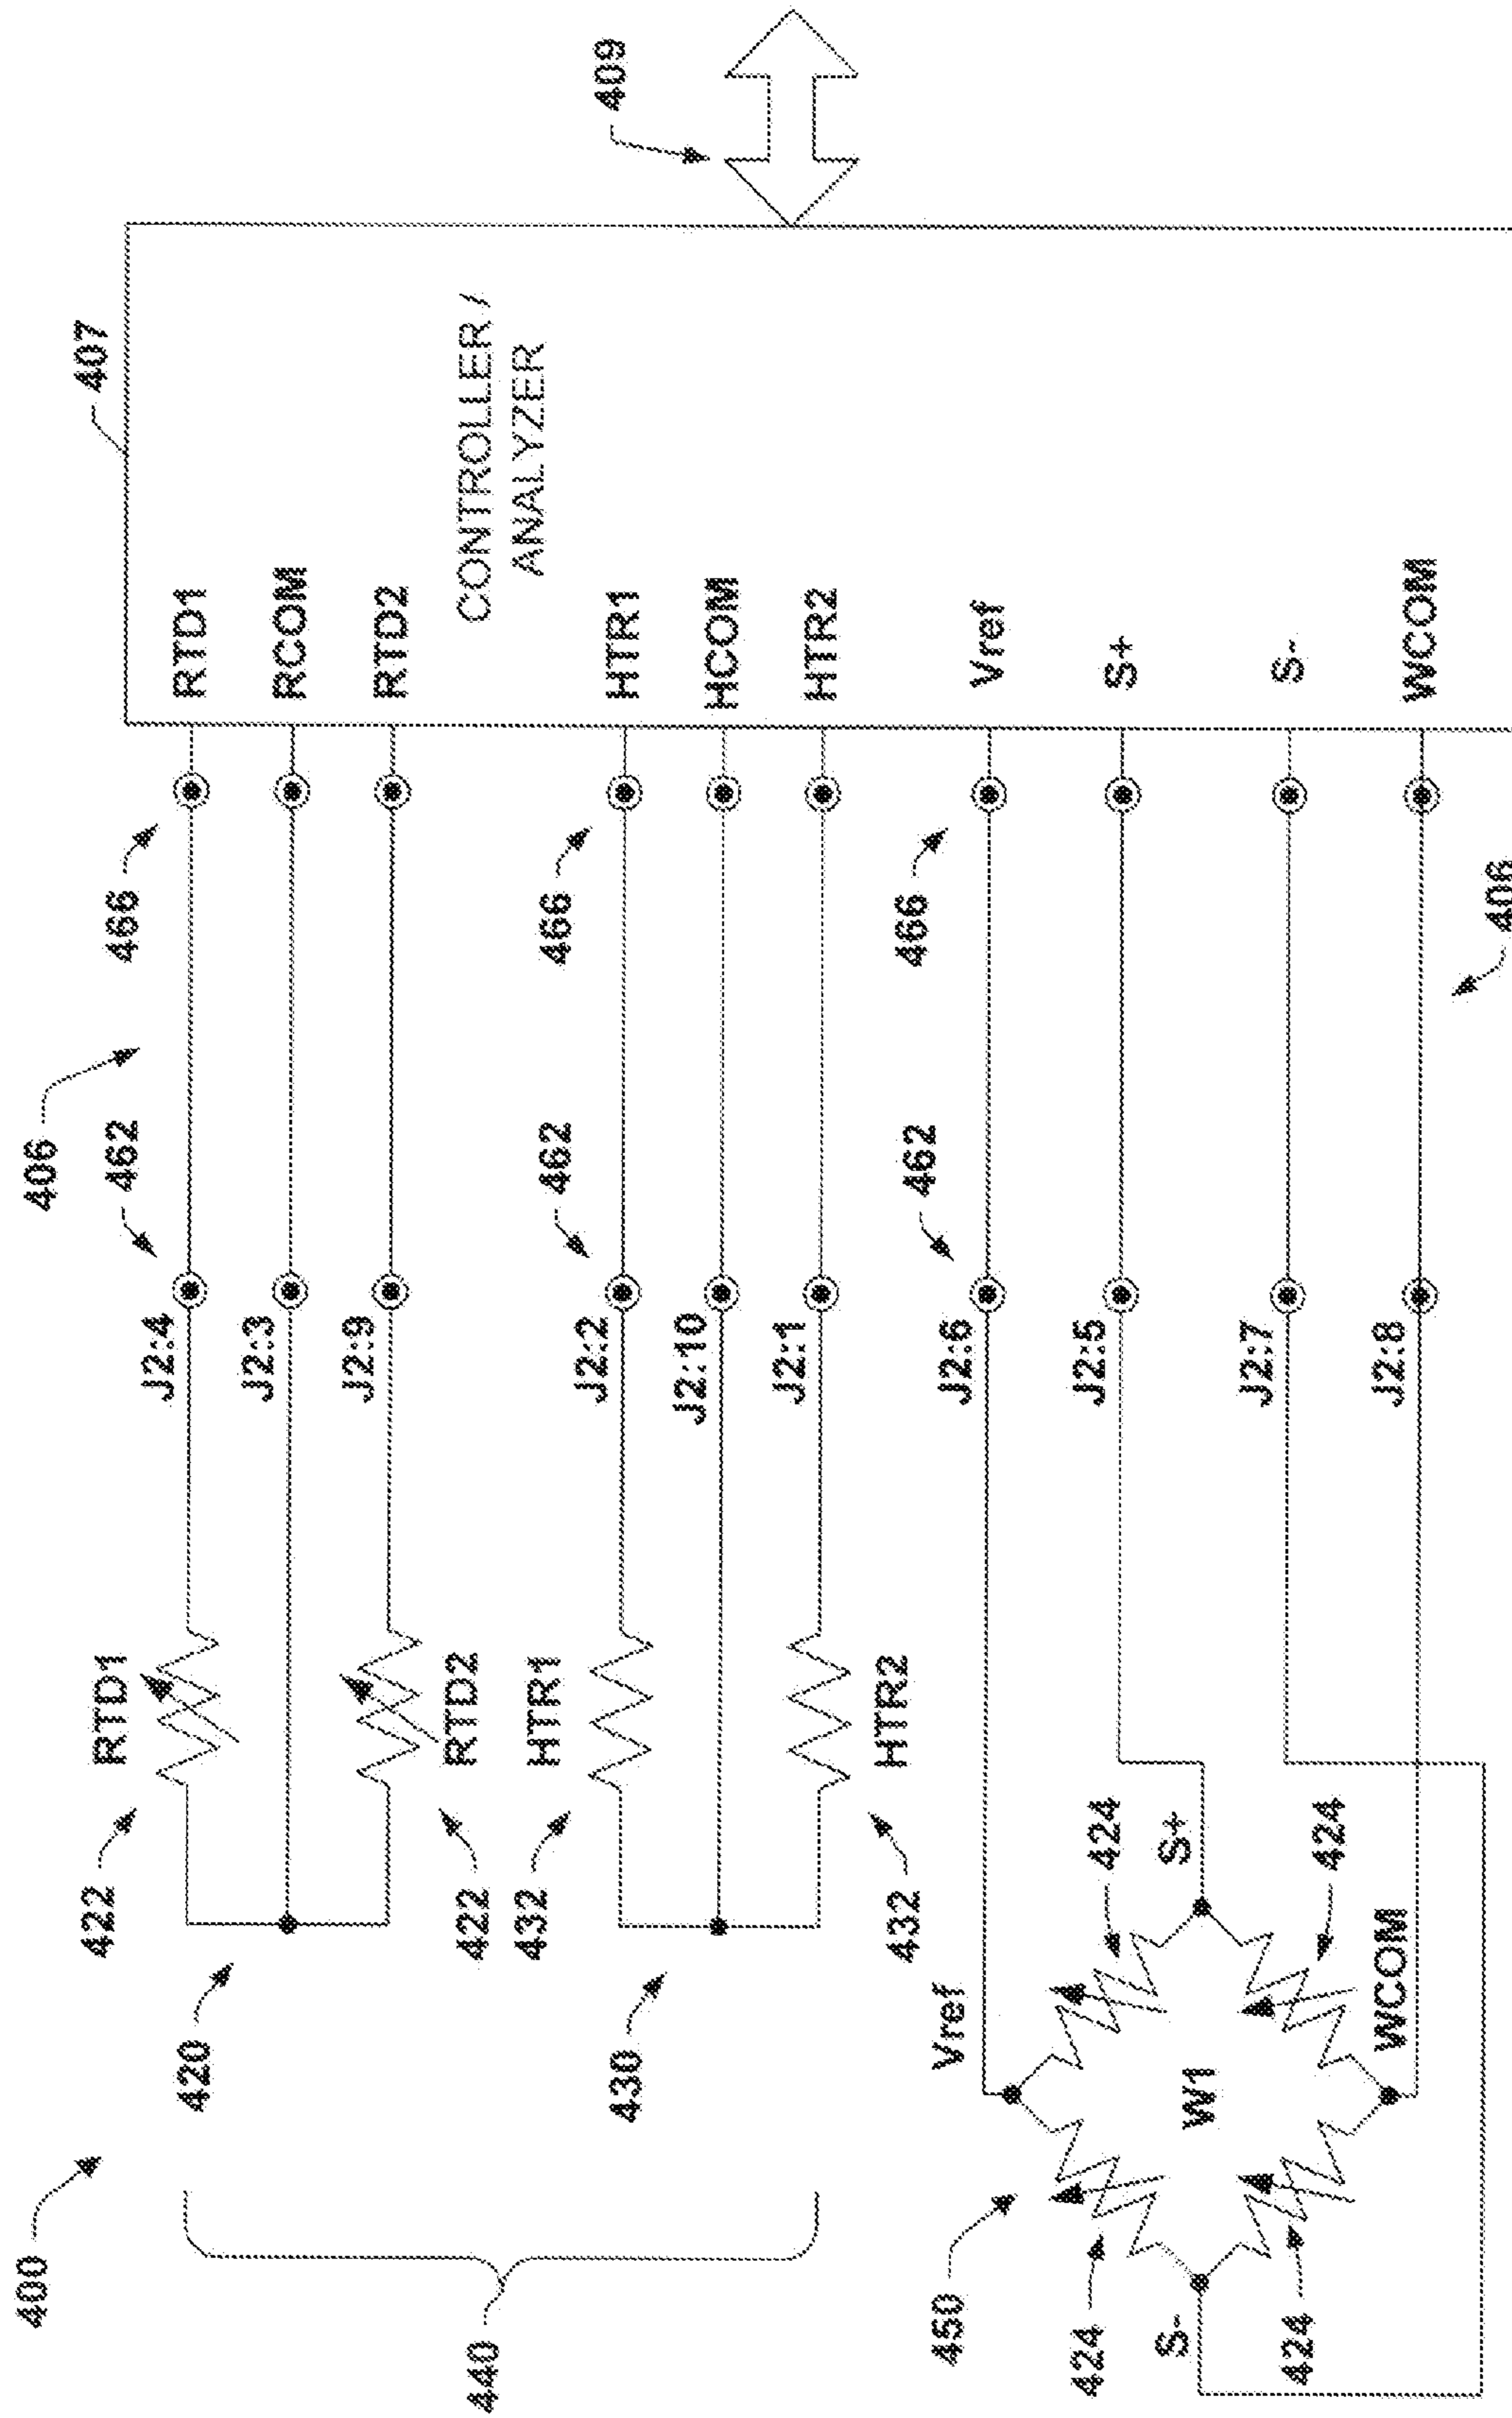 400
440
420
430
450
422
RTD1
422
RTD2
432
HTR1
432
HTR2
Vref
424
424
424
424
S-
S+
W1
WCOM
J2:4
J2:3
J2:9
J2:2
J2:10
J2:1
J2:6
J2:5
J2:7
J2:8
462
462
462
406
406
466
466
466
RTD1
RCOM
RTD2
HTR1
HCOM
HTR2
Vref
S+
S-
WCOM
CONTROLLER /
ANALYZER
407
409